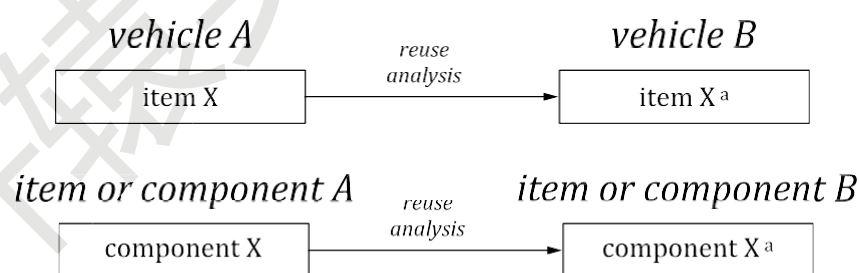 vehicle A
vehicle B
reuse
analysis
item X
item X a
item or component A
item or component B
reuse
analysis
component X
component X a